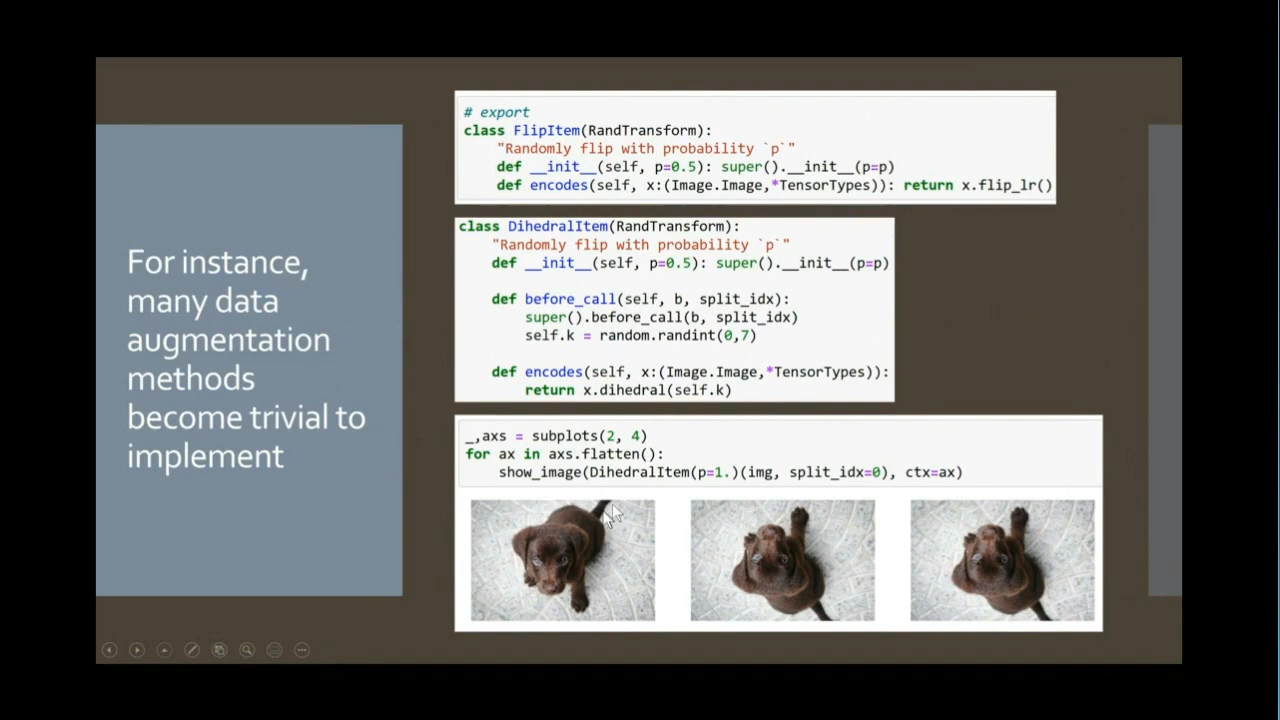 For instance,
many data
augmentation
methods
become trivial to
implement
# export
class FlipItem(RandTransform):
    "Randomly flip with probability `p`"
    def __init__(self, p=0.5): super().__init__(p=p)
    def encodes(self, x:(Image.Image,*TensorTypes)): return x.flip_lr()
class DihedralItem(RandTransform):
    "Randomly flip with probability `p`"
    def __init__(self, p=0.5): super().__init__(p=p)
    def before_call(self, b, split_idx):
        super().before_call(b, split_idx)
        self.k = random.randint(0,7)
    def encodes(self, x:(Image.Image,*TensorTypes)):
        return x.dihedral(self.k)
_,axs = subplots(2, 4)
for ax in axs.flatten():
    show_image(DihedralItem(p=1.)(img, split_idx=0), ctx=ax)